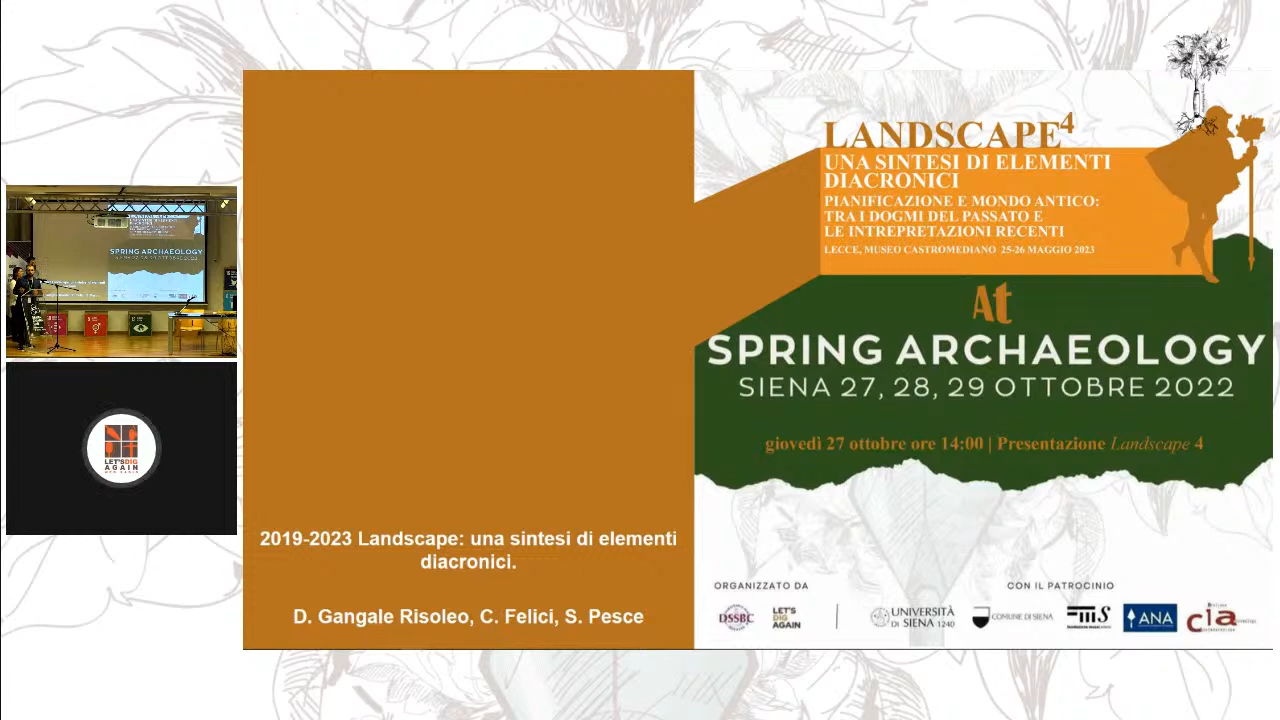 LANDSCAPE⁴
UNA SINTESI DI ELEMENTI
DIACRONICI
PIANIFICAZIONE E MONDO ANTICO:
TRA I DOGMI DEL PASSATO E
LE INTREPRETAZIONI RECENTI
LECCE, MUSEO CASTROMEDIANO 25-26 MAGGIO 2023
At
SPRING ARCHAEOLOGY
SIENA 27, 28, 29 OTTOBRE 2022
giovedì 27 ottobre ore 14:00 | Presentazione Landscape 4
SPRING ARCHAEOLOGY
LET'S DIG
AGAIN
2019-2023 Landscape: una sintesi di elementi
diacronici.
D. Gangale Risoleo, C. Felici, S. Pesce
ORGANIZZATO DA
CON IL PATROCINIO
DSSBC
LET'S
DIG
AGAIN
UNIVERSITÀ
DI SIENA 1240
COMUNE DI SIENA
ANA
cia